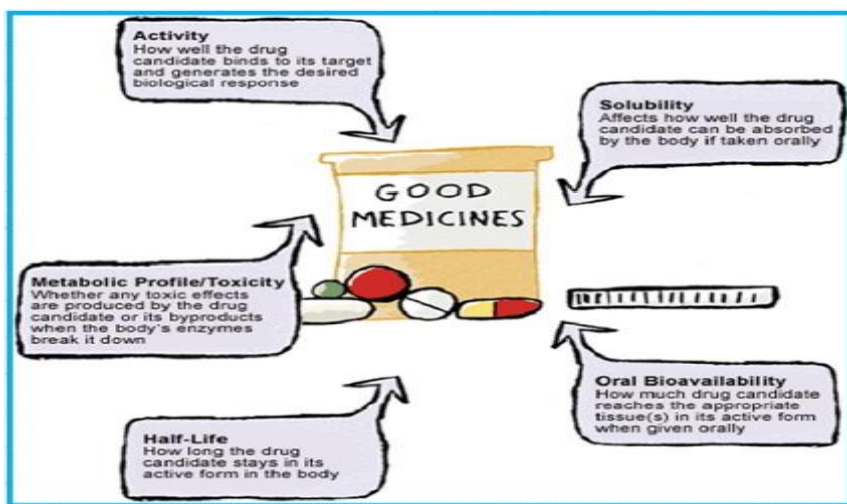 Activity
How well the drug
candidate binds to its target
and generates the desired
biological response
Solubility
Affects how well the drug
candidate can be absorbed
by the body if taken orally
GOOD
MEDICINES
Metabolic Profile/Toxicity
Whether any toxic effects
are produced by the drug
candidate or its byproducts
when the body's enzymes
break it down
Oral Bioavailability
How much drug candidate
reaches the appropriate
tissue(s) in its active form
when given orally
Half-Life
How long the drug
candidate stays in its
active form in the body